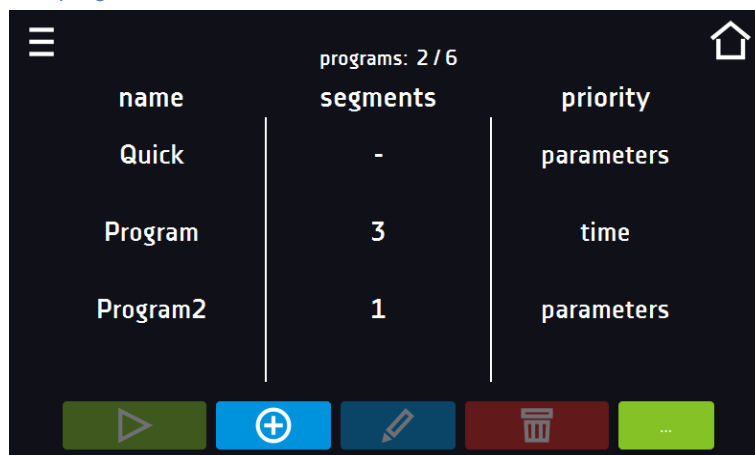 programs: 2 / 6
name segments priority
Quick - parameters
Program 3 time
Program2 1 parameters
...